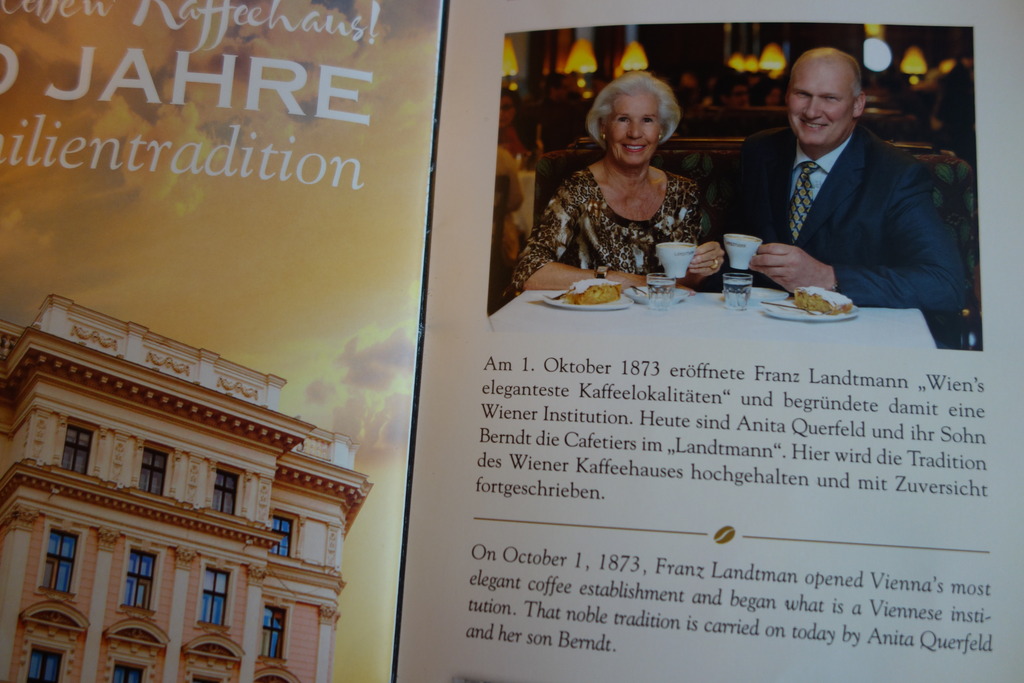 Kaffeehaus!
JAHRE
Am 1. Oktober 1873 eröffnete Franz Landtmann „Wien's
eleganteste Kaffeelokalitäten“ und begründete damit eine
Wiener Institution. Heute sind Anita Querfeld und ihr Sohn
Berndt die Cafetiers im „Landtmann“. Hier wird die Tradition
des Wiener Kaffeehauses hochgehalten und mit Zuversicht
fortgeschrieben.
On October 1, 1873, Franz Landtman opened Vienna's most
elegant coffee establishment and began what is a Viennese insti-
tution. That noble tradition is carried on today by Anita Querfeld
and her son Berndt.